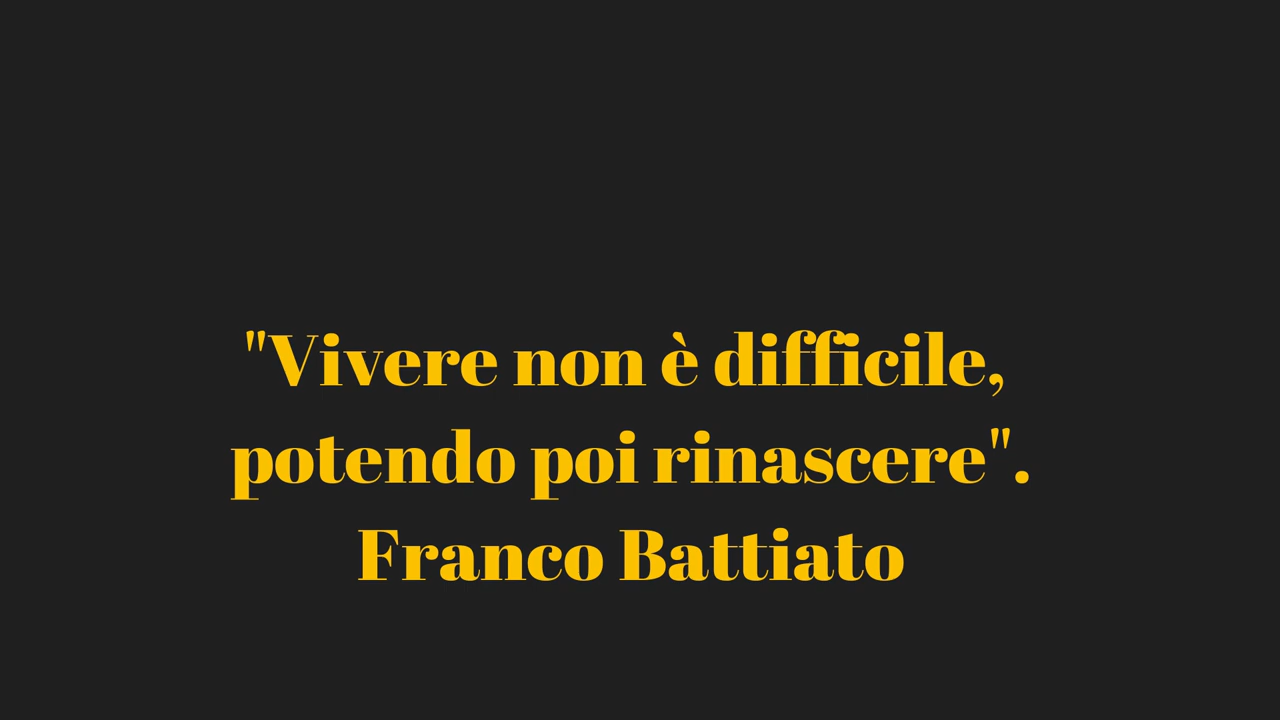 "Vivere non è difficile,
potendo poi rinascere".
Franco Battiato